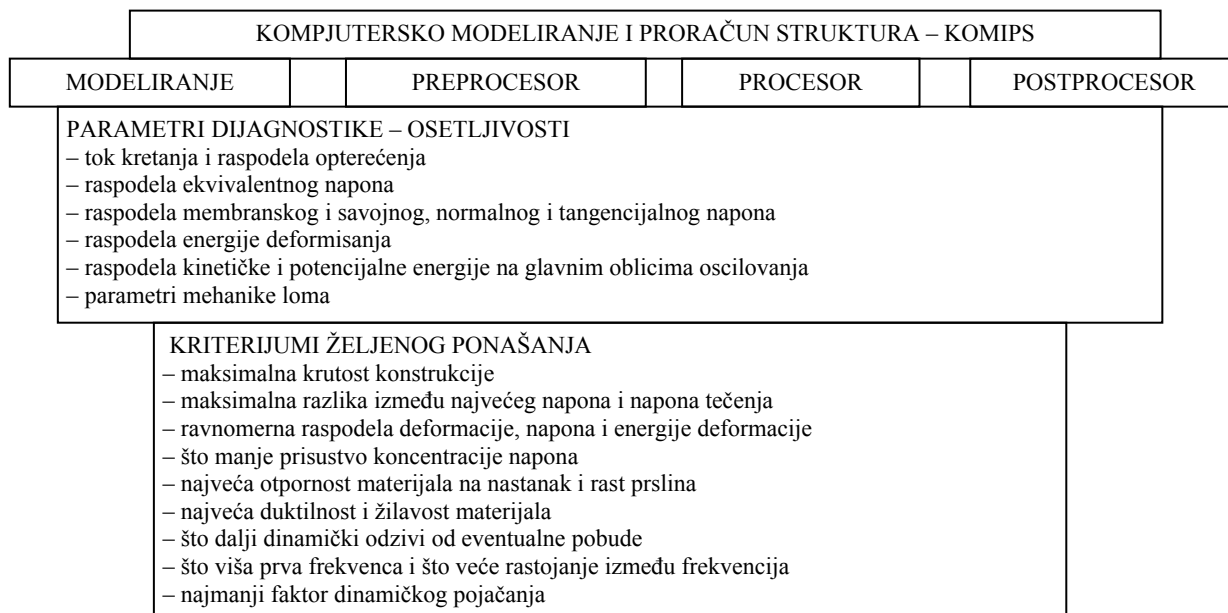 KOMPJUTERSKO MODELIRANJE I PRORAČUN STRUKTURA – KOMIPS
MODELIRANJE PREPROCESOR PROCESOR POSTPROCESOR
PARAMETRI DIJAGNOSTIKE – OSETLJIVOSTI
– tok kretanja i raspodela opterećenja
– raspodela ekvivalentnog napona
– raspodela membranskog i savojnog, normalnog i tangencijalnog napona
– raspodela energije deformisanja
– raspodela kinetičke i potencijalne energije na glavnim oblicima oscilovanja
– parametri mehanike loma
KRITERIJUMI ŽELJENOG PONAŠANJA
– maksimalna krutost konstrukcije
– maksimalna razlika između najvećeg napona i napona tečenja
– ravnomerna raspodela deformacije, napona i energije deformacije
– što manje prisustvo koncentracije napona
– najveća otpornost materijala na nastanak i rast prslina
– najveća duktilnost i žilavost materijala
– što dalji dinamički odzivi od eventualne pobude
– što viša prva frekvenca i što veće rastojanje između frekvencija
– najmanji faktor dinamičkog pojačanja